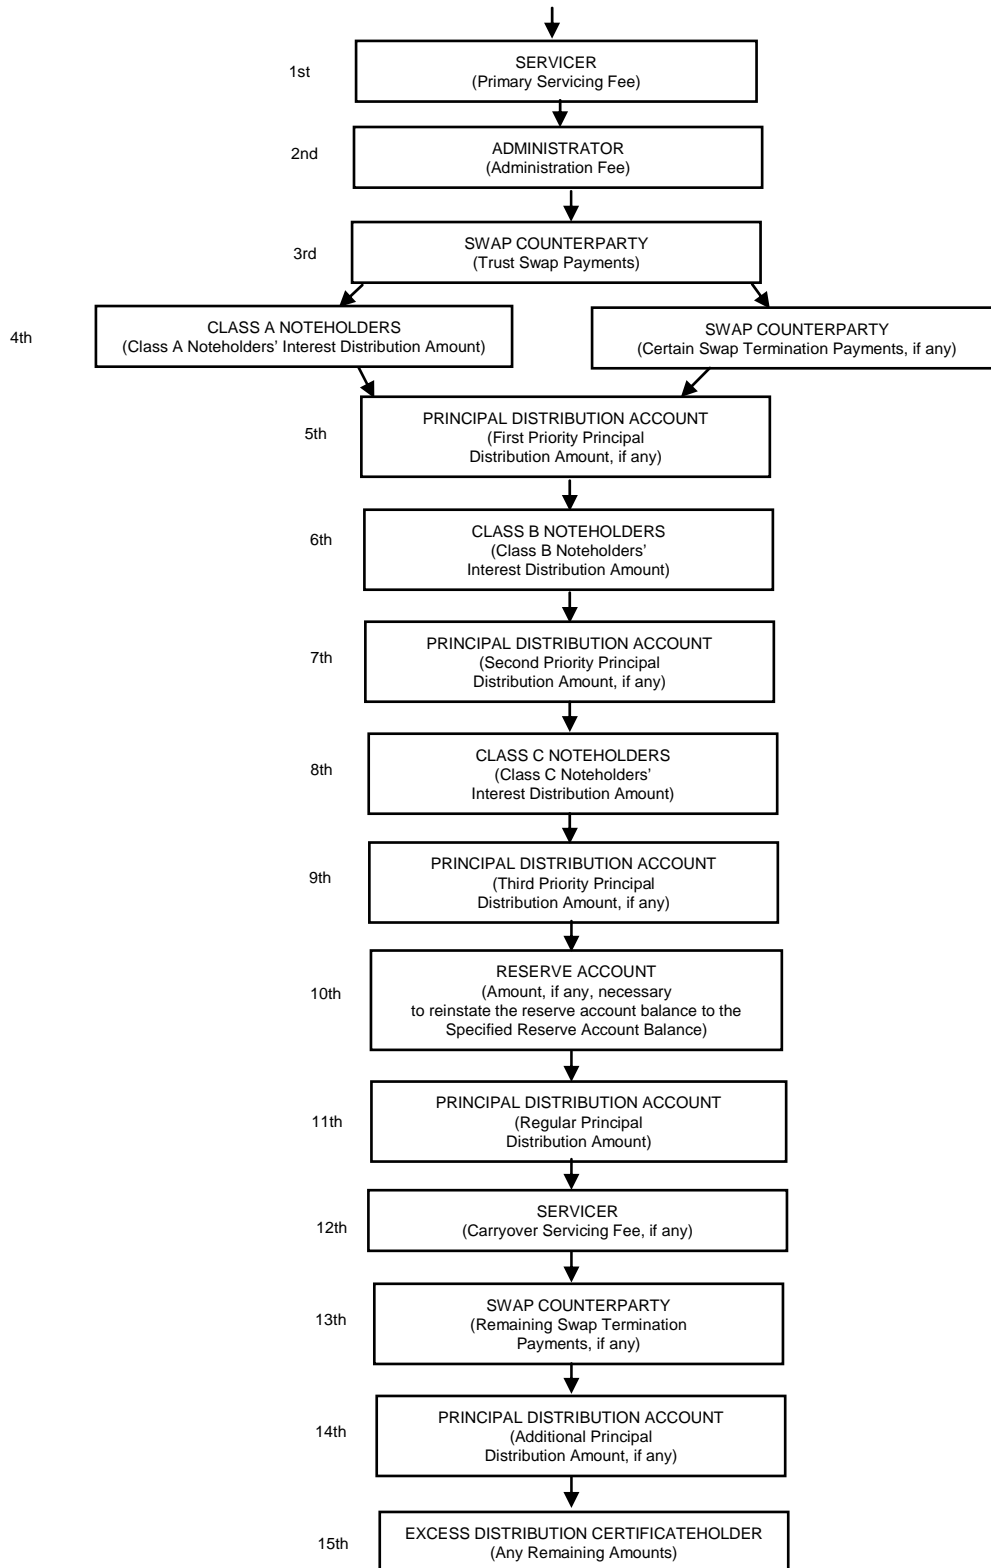 1st
SERVICER
(Primary Servicing Fee)
2nd
ADMINISTRATOR
(Administration Fee)
3rd
SWAP COUNTERPARTY
(Trust Swap Payments)
4th
CLASS A NOTEHOLDERS
(Class A Noteholders’ Interest Distribution Amount)
SWAP COUNTERPARTY
(Certain Swap Termination Payments, if any)
5th
PRINCIPAL DISTRIBUTION ACCOUNT
(First Priority Principal
Distribution Amount, if any)
6th
CLASS B NOTEHOLDERS
(Class B Noteholders’
Interest Distribution Amount)
7th
PRINCIPAL DISTRIBUTION ACCOUNT
(Second Priority Principal
Distribution Amount, if any)
8th
CLASS C NOTEHOLDERS
(Class C Noteholders’
Interest Distribution Amount)
9th
PRINCIPAL DISTRIBUTION ACCOUNT
(Third Priority Principal
Distribution Amount, if any)
10th
RESERVE ACCOUNT
(Amount, if any, necessary
to reinstate the reserve account balance to the
Specified Reserve Account Balance)
11th
PRINCIPAL DISTRIBUTION ACCOUNT
(Regular Principal
Distribution Amount)
12th
SERVICER
(Carryover Servicing Fee, if any)
13th
SWAP COUNTERPARTY
(Remaining Swap Termination
Payments, if any)
14th
PRINCIPAL DISTRIBUTION ACCOUNT
(Additional Principal
Distribution Amount, if any)
15th
EXCESS DISTRIBUTION CERTIFICATEHOLDER
(Any Remaining Amounts)